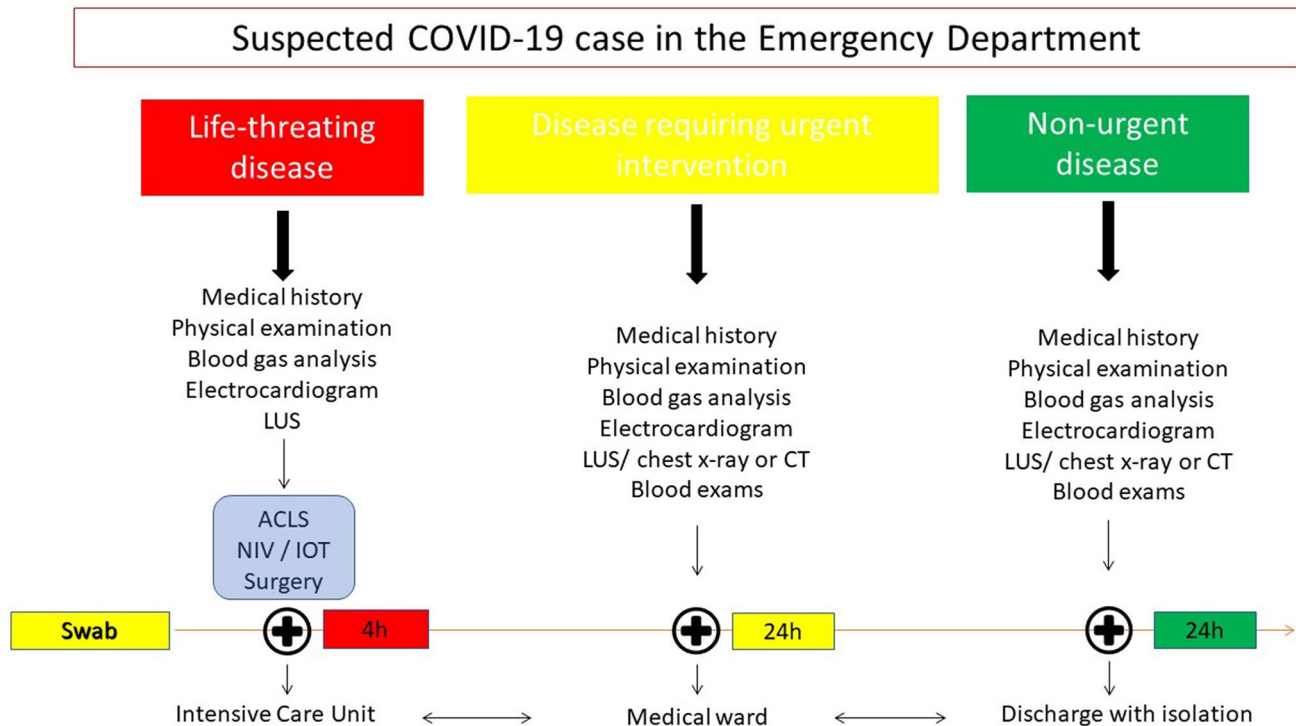 Suspected COVID-19 case in the Emergency Department
Life-threating
disease
Disease requiring urgent
intervention
Non-urgent
disease
Medical history
Physical examination
Blood gas analysis
Electrocardiogram
LUS
Medical history
Physical examination
Blood gas analysis
Electrocardiogram
LUS/ chest x-ray or CT
Blood exams
Medical history
Physical examination
Blood gas analysis
Electrocardiogram
LUS/ chest x-ray or CT
Blood exams
ACLS
NIV / IOT
Surgery
Swab
4h
24h
24h
Intensive Care Unit
Medical ward
Discharge with isolation